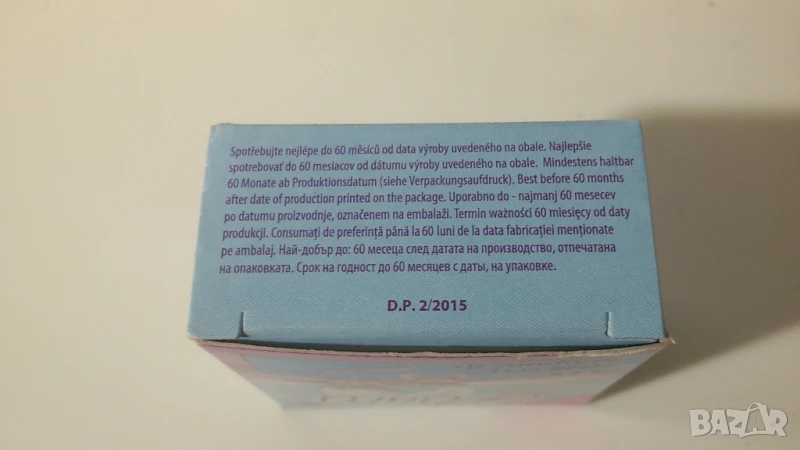 Spotřebujte nejlépe do 60 měsíců od data výroby uvedeného na obale. Najlepšie
spotrebovať do 60 mesiacov od dátumu výroby uvedeného na obale. Mindestens haltbar
60 Monate ab Produktionsdatum (siehe Verpackungsaufdruck). Best before 60 months
after date of production printed on the package. Uporabno do - najmanj 60 mesecev
po datumu proizvodnje, označenem na embalaži. Termin ważności 60 miesięcy od daty
produkcji. Consumați de preferință până la 60 luni de la data fabricației menționate
pe ambalaj. Най-добър до: 60 месеца след датата на производство, отпечатана
на опаковката. Срок на годност до 60 месяцев с даты, на упаковке.
D.P. 2/2015
BAZAR